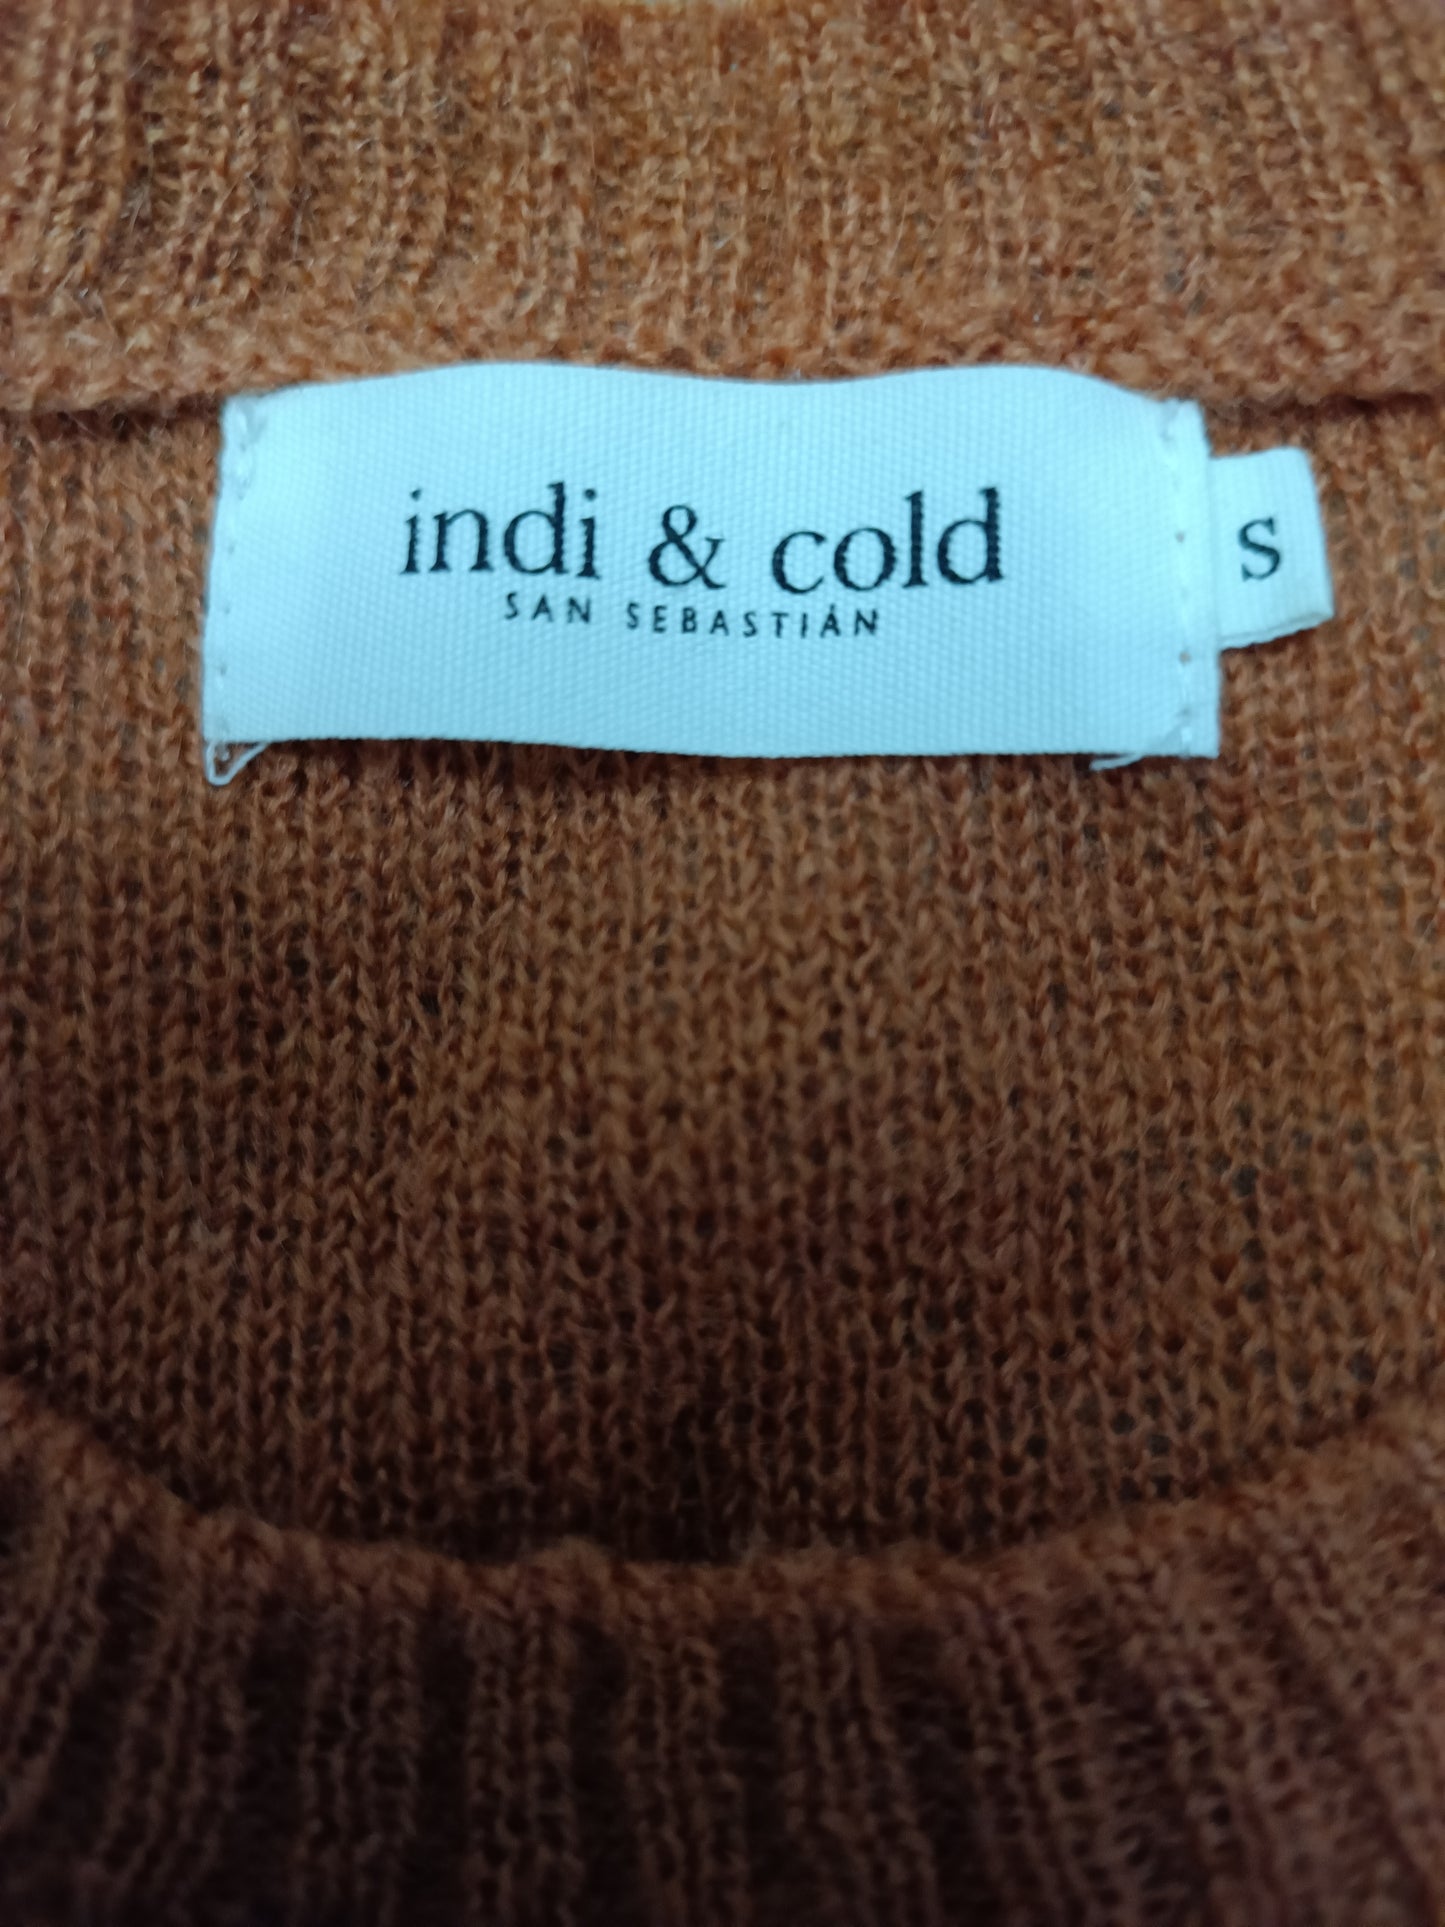 indi & cold
SAN SEBASTIÁN
S